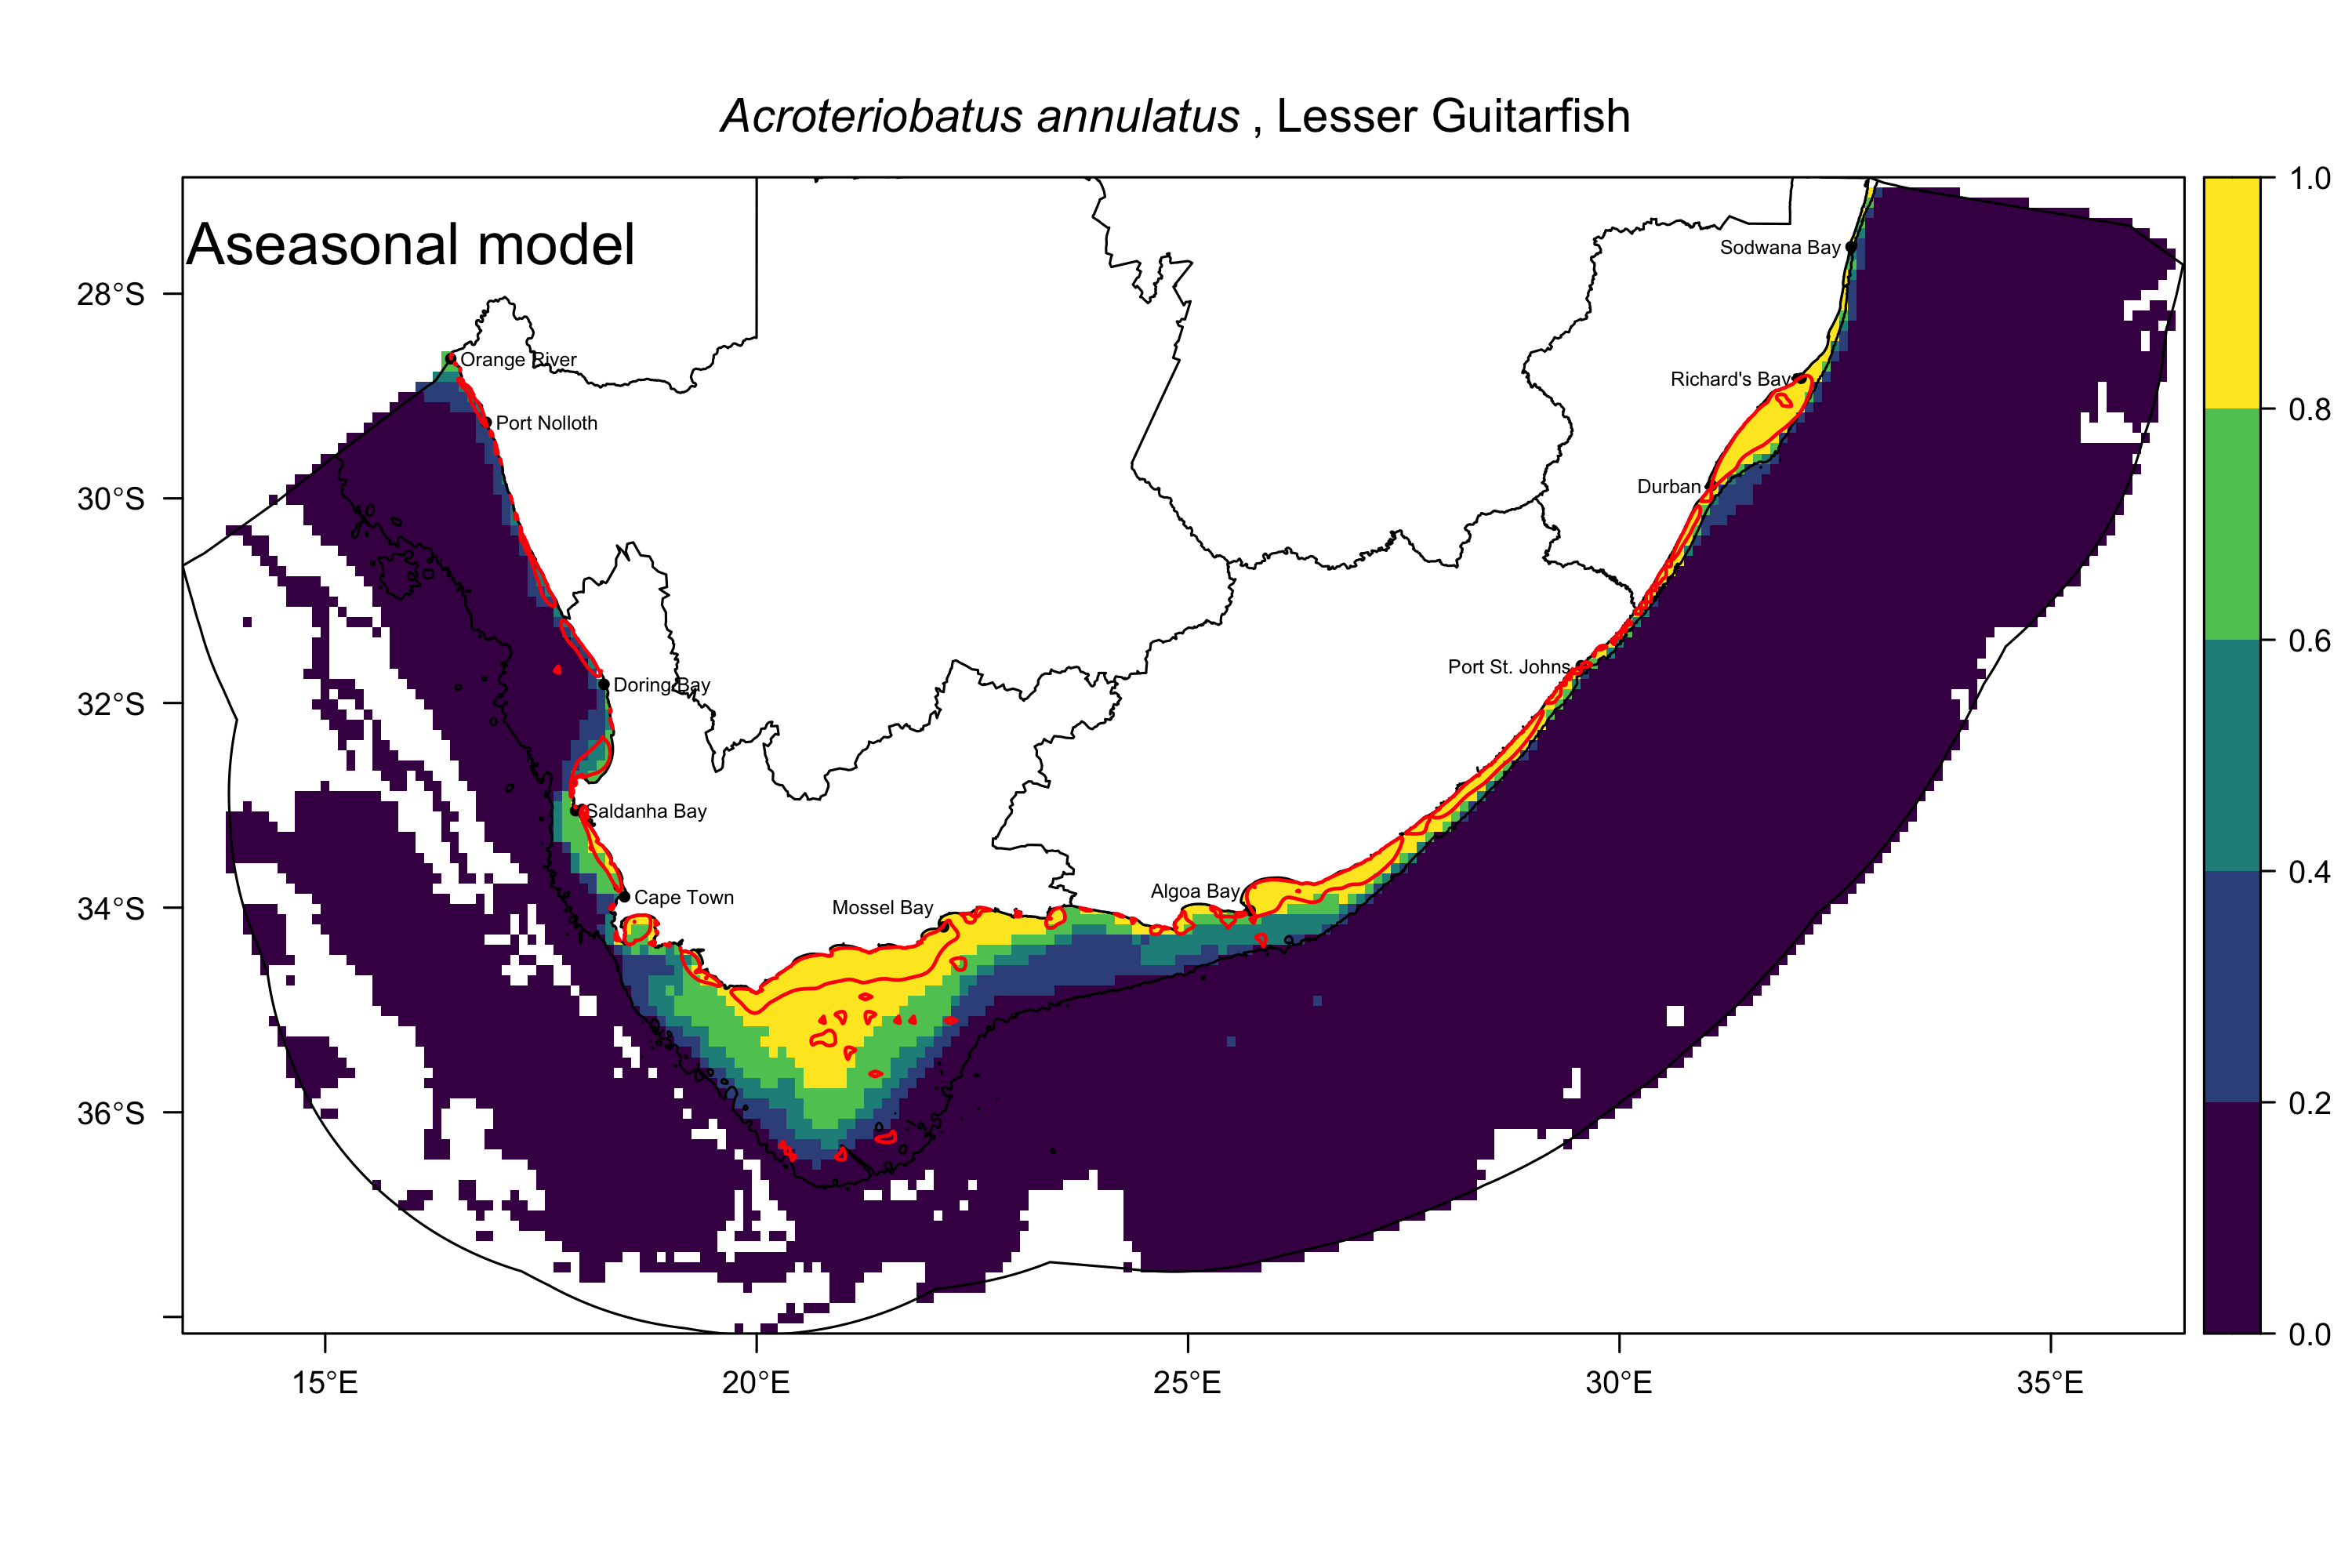 Acroteriobatus annulatus , Lesser Guitarfish
Aseasonal model
1.0
0.8
0.6
0.4
0.2
0.0
28°S
30°S
32°S
34°S
36°S
15°E
20°E
25°E
30°E
35°E
Sodwana Bay
Orange River
Richard's Bay
Port Nolloth
Durban
Port St. Johns
Doring Bay
Saldanha Bay
Algoa Bay
Cape Town
Mossel Bay